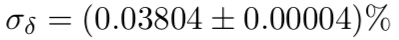 σ_δ = (0.03804 ± 0.00004)%